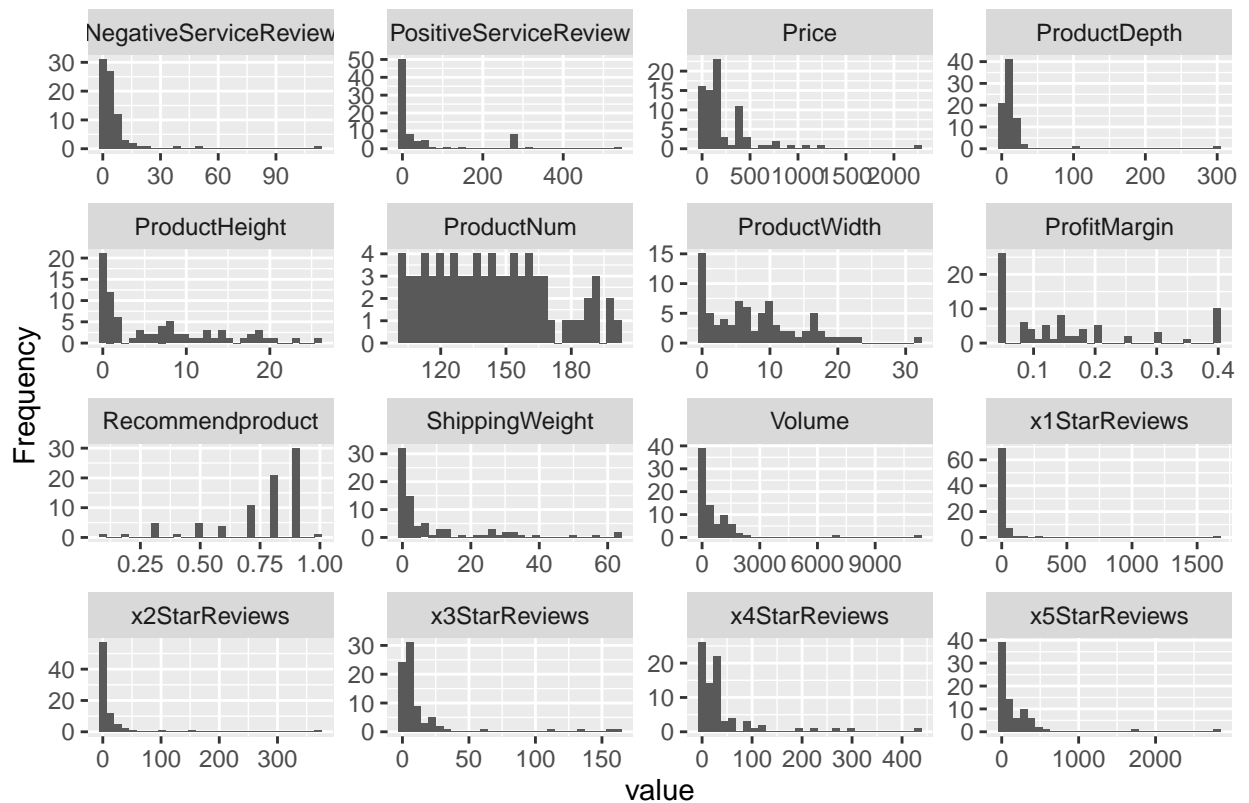 NegativeServiceReview PositiveServiceReview Price ProductDepth
30 20 10 0
50 40 30 20 10 0
20 15 10 5 0
40 30 20 10 0
0 30 60 90
0 200 400
0 500 1000 1500 2000
0 100 200 300
ProductHeight ProductNum ProductWidth ProfitMargin
20 15 10 5 0
4 3 2 1 0
15 10 5 0
20 10 0
0 10 20
120 150 180
0 10 20 30
0.1 0.2 0.3 0.4
Frequency
Recommendproduct ShippingWeight Volume x1StarReviews
30 20 10 0
30 20 10 0
40 30 20 10 0
60 40 20 0
0.25 0.50 0.75 1.00
0 20 40 60
0 3000 6000 9000
0 500 1000 1500
x2StarReviews x3StarReviews x4StarReviews x5StarReviews
40 20 0
30 20 10 0
20 10 0
40 30 20 10 0
0 100 200 300
0 50 100 150
0 100 200 300 400
0 1000 2000
value